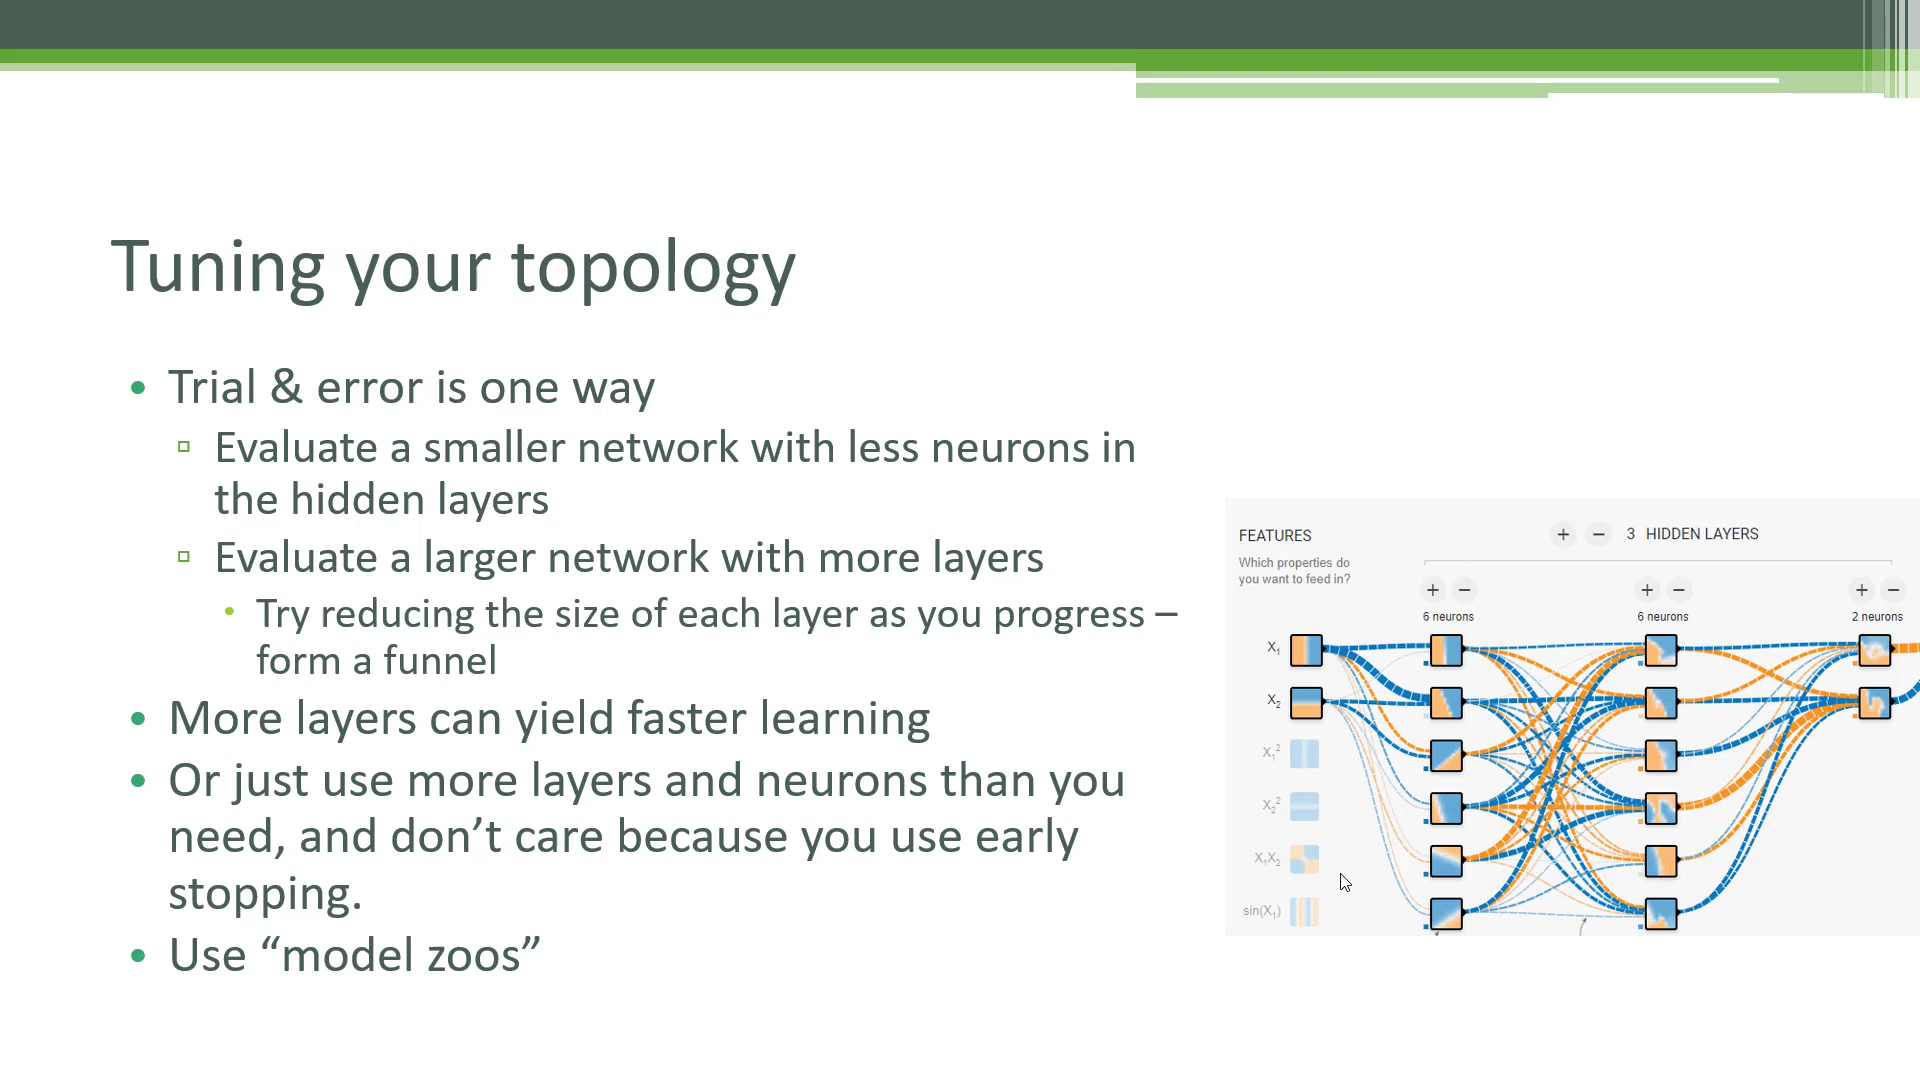 Tuning your topology
• Trial & error is one way
▫ Evaluate a smaller network with less neurons in
the hidden layers
▫ Evaluate a larger network with more layers
• Try reducing the size of each layer as you progress –
form a funnel
• More layers can yield faster learning
• Or just use more layers and neurons than you
need, and don’t care because you use early
stopping.
• Use “model zoos”
FEATURES
Which properties do
you want to feed in?
+ − 3 HIDDEN LAYERS
+ − + − + −
6 neurons 6 neurons 2 neurons
X₁
X₂
X₁²
X₂²
X₁X₂
sin(X₁)